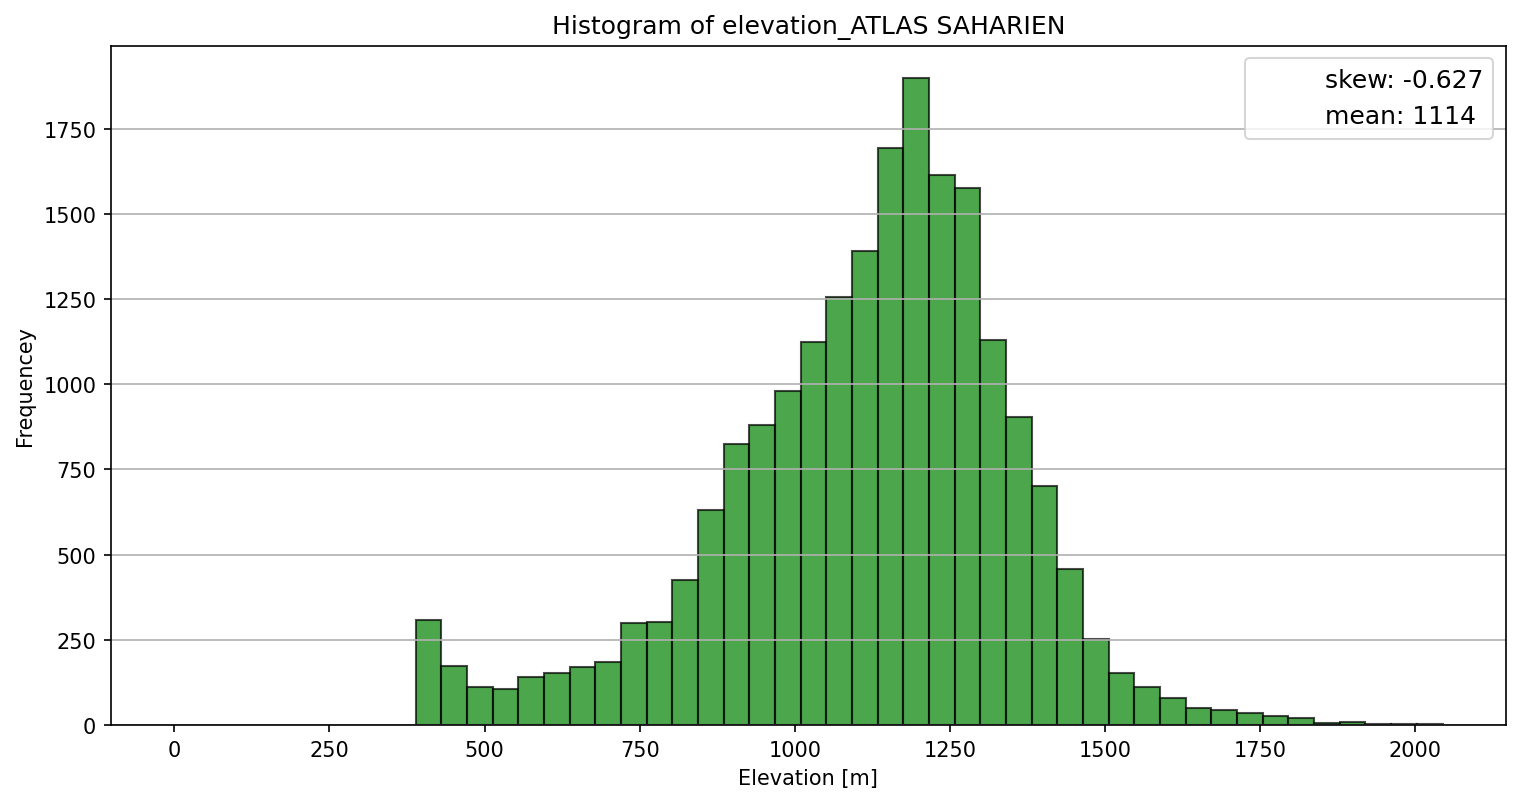 Histogram of elevation_ATLAS SAHARIEN
skew: -0.627
mean: 1114
Frequencey
1750
1500
1250
1000
750
500
250
0
0 250 500 750 1000 1250 1500 1750 2000
Elevation [m]